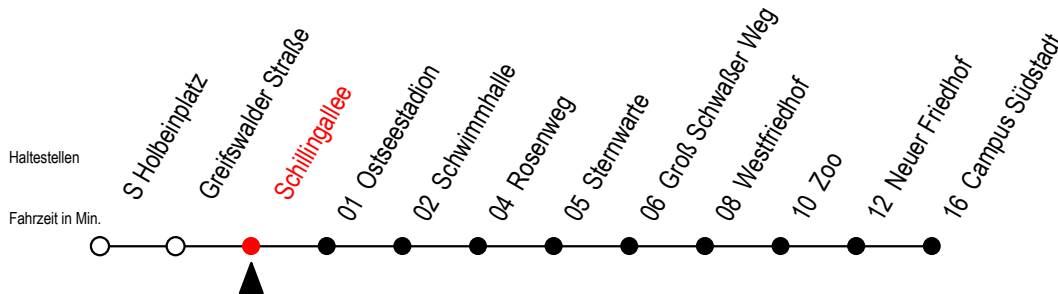 Haltestellen
Fahrzeit in Min.
S Holbeinplatz
Greifswalder Straße
Schillingallee
01 Ostseestadion
02 Schwimmhalle
04 Rosenweg
05 Sternwarte
06 Groß Schwaßer Weg
08 Westfriedhof
10 Zoo
12 Neuer Friedhof
16 Campus Südstadt